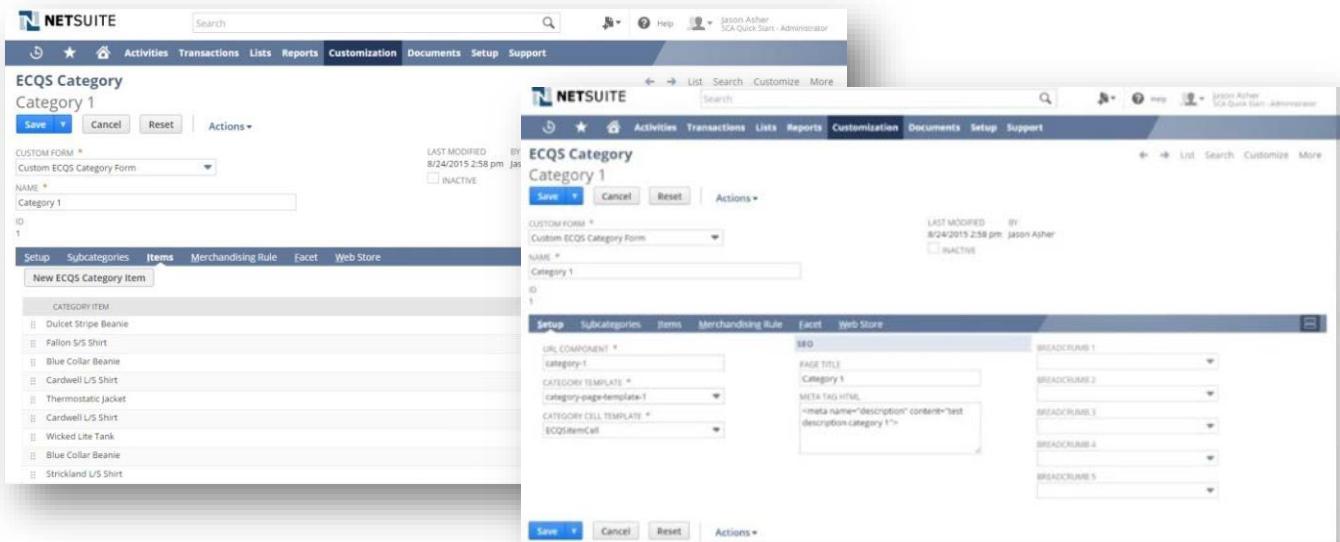 NETSUITE
Search
Help
Jason Asher
SCA Quick Start - Administrator
Activities Transactions Lists Reports Customization Documents Setup Support
ECQS Category
List Search Customize More
Category 1
Save Cancel Reset Actions
CUSTOM FORM *
Custom ECQS Category Form
LAST MODIFIED BY
8/24/2015 2:58 pm Jas
INACTIVE
NAME *
Category 1
ID
1
Setup Subcategories Items Merchandising Rule Facet Web Store
New ECQS Category Item
CATEGORY ITEM
Dulcet Stripe Beanie
Fallon S/S Shirt
Blue Collar Beanie
Cardwell L/S Shirt
Thermostatic Jacket
Cardwell L/S Shirt
Wicked Lite Tank
Blue Collar Beanie
Strickland L/S Shirt
NETSUITE
Search
Help
Jason Asher
SCA Quick Start - Administrator
Activities Transactions Lists Reports Customization Documents Setup Support
ECQS Category
List Search Customize More
Category 1
Save Cancel Reset Actions
CUSTOM FORM *
Custom ECQS Category Form
LAST MODIFIED BY
8/24/2015 2:58 pm Jason Asher
INACTIVE
NAME *
Category 1
ID
1
Setup Subcategories Items Merchandising Rule Facet Web Store
URL COMPONENT *
category-1
CATEGORY TEMPLATE *
category-page-template-1
CATEGORY CELL TEMPLATE *
ECQSitemCell
SEO
PAGE TITLE
Category 1
META TAG HTML
<meta name="description" content="test
description category 1">
BREADCRUMB 1
BREADCRUMB 2
BREADCRUMB 3
BREADCRUMB 4
BREADCRUMB 5
Save Cancel Reset Actions